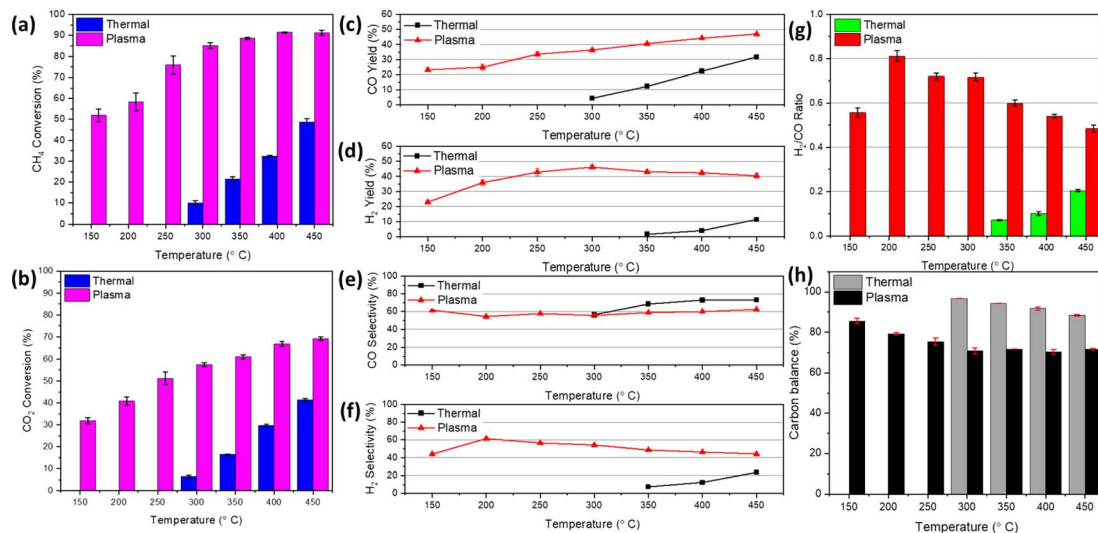 (a)
Thermal
Plasma
CH4 Conversion (%)
100
90
80
70
60
50
40
30
20
10
0
150 200 250 300 350 400 450
Temperature (° C)
(b)
Thermal
Plasma
CO2 Conversion (%)
100
90
80
70
60
50
40
30
20
10
0
150 200 250 300 350 400 450
Temperature (° C)
(c)
Thermal
Plasma
CO Yield (%)
60
50
40
30
20
10
0
150 200 250 300 350 400 450
Temperature (° C)
(d)
Thermal
Plasma
H2 Yield (%)
60
50
40
30
20
10
0
150 200 250 300 350 400 450
Temperature (° C)
(e)
Thermal
Plasma
CO Selectivity (%)
100
80
60
40
20
0
150 200 250 300 350 400 450
Temperature (° C)
(f)
Thermal
Plasma
H2 Selectivity (%)
100
80
60
40
20
0
150 200 250 300 350 400 450
Temperature (° C)
(g)
Thermal
Plasma
H2/CO Ratio
1.0
0.8
0.6
0.4
0.2
0.0
150 200 250 300 350 400 450
Temperature (° C)
(h)
Thermal
Plasma
Carbon balance (%)
100
80
60
40
20
0
150 200 250 300 350 400 450
Temperature (° C)